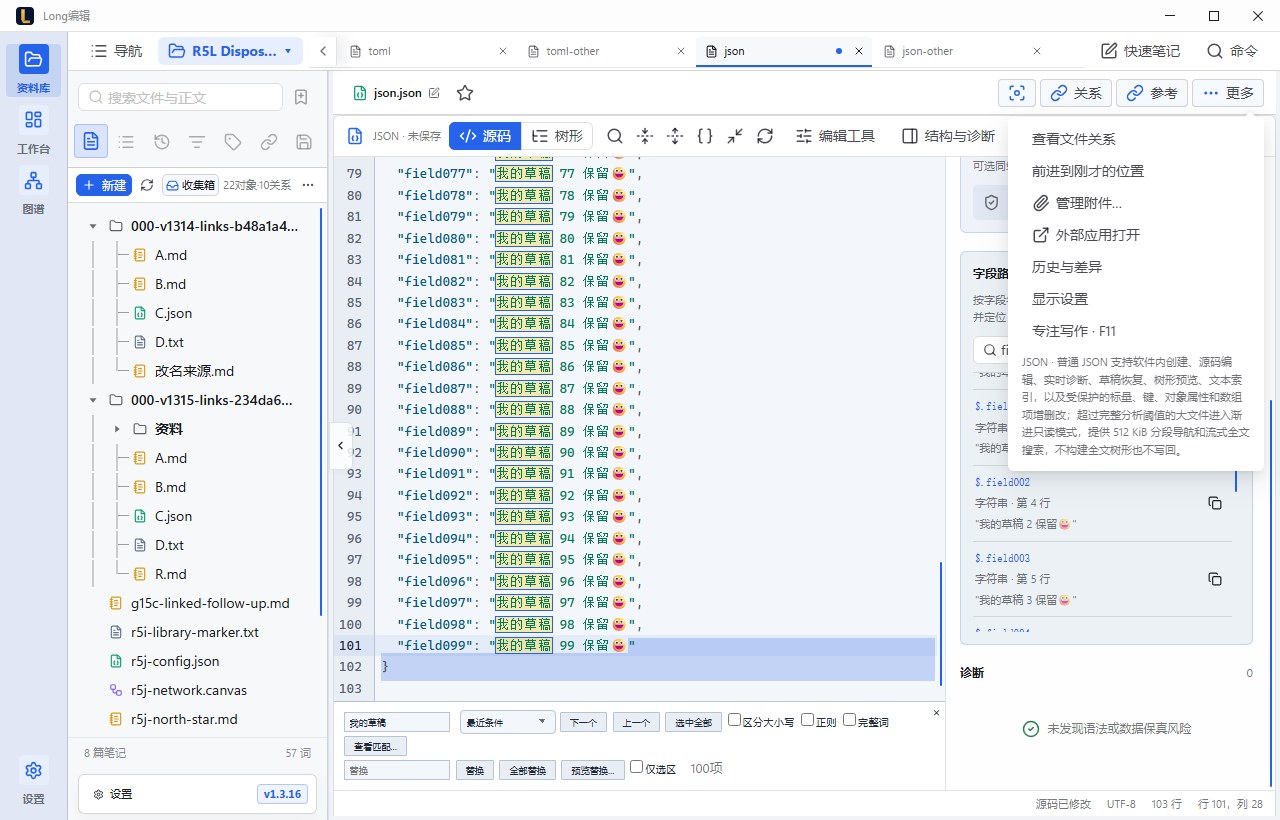 Long编辑
导航
R5L Dispos...
toml
toml-other
json
json-other
快速笔记
命令
资料库
工作台
图谱
设置
搜索文件与正文
新建
收集箱
22对象·10关系
000-v1314-links-b48a1a4...
A.md
B.md
C.json
D.txt
改名来源.md
000-v1315-links-234da6...
资料
A.md
B.md
C.json
D.txt
R.md
g15c-linked-follow-up.md
r5i-library-marker.txt
r5j-config.json
r5j-network.canvas
r5j-north-star.md
8 篇笔记
57 词
设置
v1.3.16
json.json
关系
参考
更多
JSON · 未保存
源码
树形
编辑工具
结构与诊断
79 "field077": "我的草稿 77 保留😀",
80 "field078": "我的草稿 78 保留😀",
81 "field079": "我的草稿 79 保留😀",
82 "field080": "我的草稿 80 保留😀",
83 "field081": "我的草稿 81 保留😀",
84 "field082": "我的草稿 82 保留😀",
85 "field083": "我的草稿 83 保留😀",
86 "field084": "我的草稿 84 保留😀",
87 "field085": "我的草稿 85 保留😀",
88 "field086": "我的草稿 86 保留😀",
89 "field087": "我的草稿 87 保留😀",
90 "field088": "我的草稿 88 保留😀",
91 "field089": "我的草稿 89 保留😀",
92 "field090": "我的草稿 90 保留😀",
93 "field091": "我的草稿 91 保留😀",
94 "field092": "我的草稿 92 保留😀",
95 "field093": "我的草稿 93 保留😀",
96 "field094": "我的草稿 94 保留😀",
97 "field095": "我的草稿 95 保留😀",
98 "field096": "我的草稿 96 保留😀",
99 "field097": "我的草稿 97 保留😀",
100 "field098": "我的草稿 98 保留😀",
101 "field099": "我的草稿 99 保留😀"
102 }
103
我的草稿
最近条件
下一个
上一个
选中全部
区分大小写
正则
完整词
查看匹配...
替换
替换
全部替换
预览替换...
仅选区
100项
查看文件关系
前进到刚才的位置
管理附件...
外部应用打开
历史与差异
显示设置
专注写作 · F11
JSON · 普通 JSON 支持软件内创建、源码编
辑、实时诊断、草稿恢复、树形预览、文本索
引，以及受保护的标量、键、对象属性和数组
项增删改；超过完整分析阈值的大文件进入渐
进只读模式，提供 512 KiB 分段导航和流式全文
搜索，不构建全文树形也不写回。
可选同
字段路
按字段
并定位
fi
$.fiel
字符串
"我的草
$.field002
字符串 · 第 4 行
"我的草稿 2 保留😀"
$.field003
字符串 · 第 5 行
"我的草稿 3 保留😀"
诊断
0
未发现语法或数据保真风险
源码已修改
UTF-8
103 行
行 101，列 28